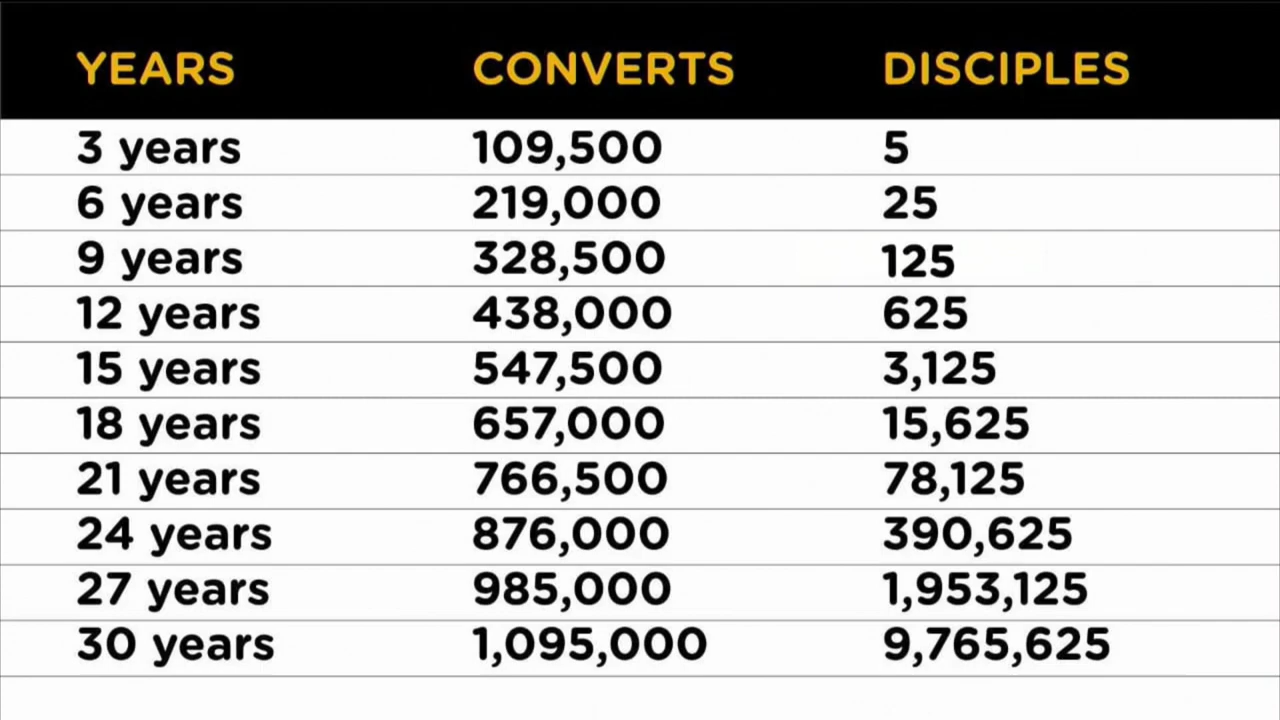 YEARS CONVERTS DISCIPLES
3 years 109,500 5
6 years 219,000 25
9 years 328,500 125
12 years 438,000 625
15 years 547,500 3,125
18 years 657,000 15,625
21 years 766,500 78,125
24 years 876,000 390,625
27 years 985,000 1,953,125
30 years 1,095,000 9,765,625